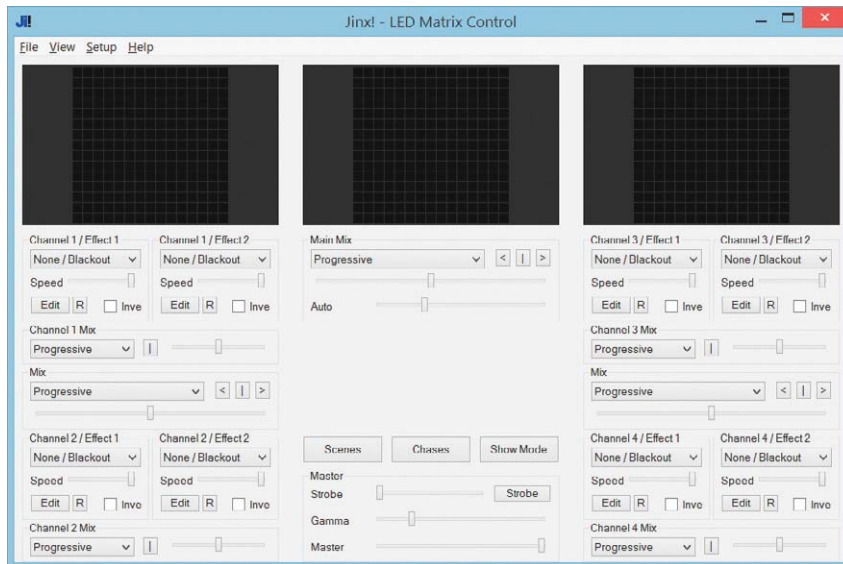 Ji!
Jinx! - LED Matrix Control
File View Setup Help
Channel 1 / Effect 1
None / Blackout
Speed
Edit R Inve
Channel 1 / Effect 2
None / Blackout
Speed
Edit R Inve
Channel 1 Mix
Progressive |
Mix
Progressive < | >
Channel 2 / Effect 1
None / Blackout
Speed
Edit R Inve
Channel 2 / Effect 2
None / Blackout
Speed
Edit R Inve
Channel 2 Mix
Progressive |
Main Mix
Progressive < | >
Auto
Scenes Chases Show Mode
Master
Strobe Strobe
Gamma
Master
Channel 3 / Effect 1
None / Blackout
Speed
Edit R Inve
Channel 3 / Effect 2
None / Blackout
Speed
Edit R Inve
Channel 3 Mix
Progressive |
Mix
Progressive < | >
Channel 4 / Effect 1
None / Blackout
Speed
Edit R Inve
Channel 4 / Effect 2
None / Blackout
Speed
Edit R Inve
Channel 4 Mix
Progressive |